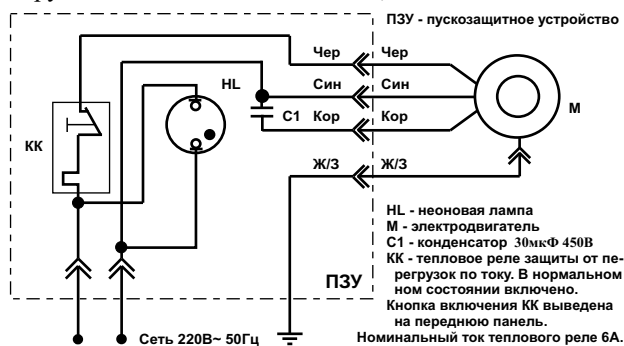 ПЗУ - пускозащитное устройство
Чер Чер
HL
Син Син
C1 Кор Кор
М
КК
Ж/З Ж/З
HL - неоновая лампа
М - электродвигатель
С1 - конденсатор 30мкФ 450В
КК - тепловое реле защиты от пе-
регрузок по току. В нормальном
ном состоянии включено.
Кнопка включения КК выведена
на переднюю панель.
Номинальный ток теплового реле 6А.
ПЗУ
Сеть 220В~ 50Гц